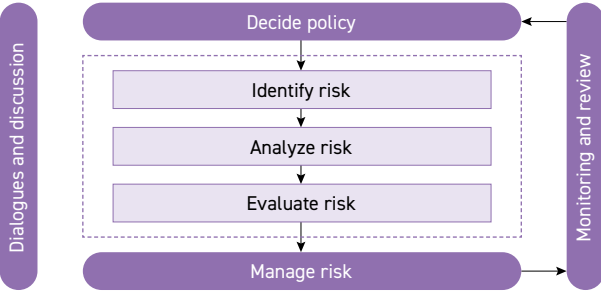 Dialogues and discussion
Decide policy
Identify risk
Analyze risk
Evaluate risk
Manage risk
Monitoring and review